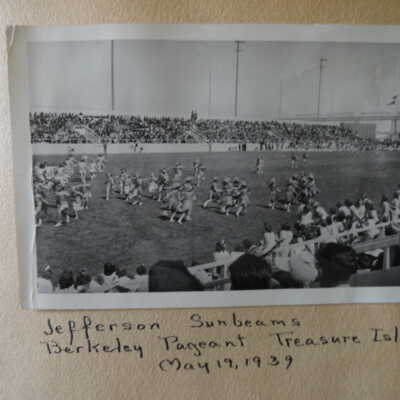 Jefferson Sunbeams
Berkeley Pageant Treasure Isl
May 19, 1939